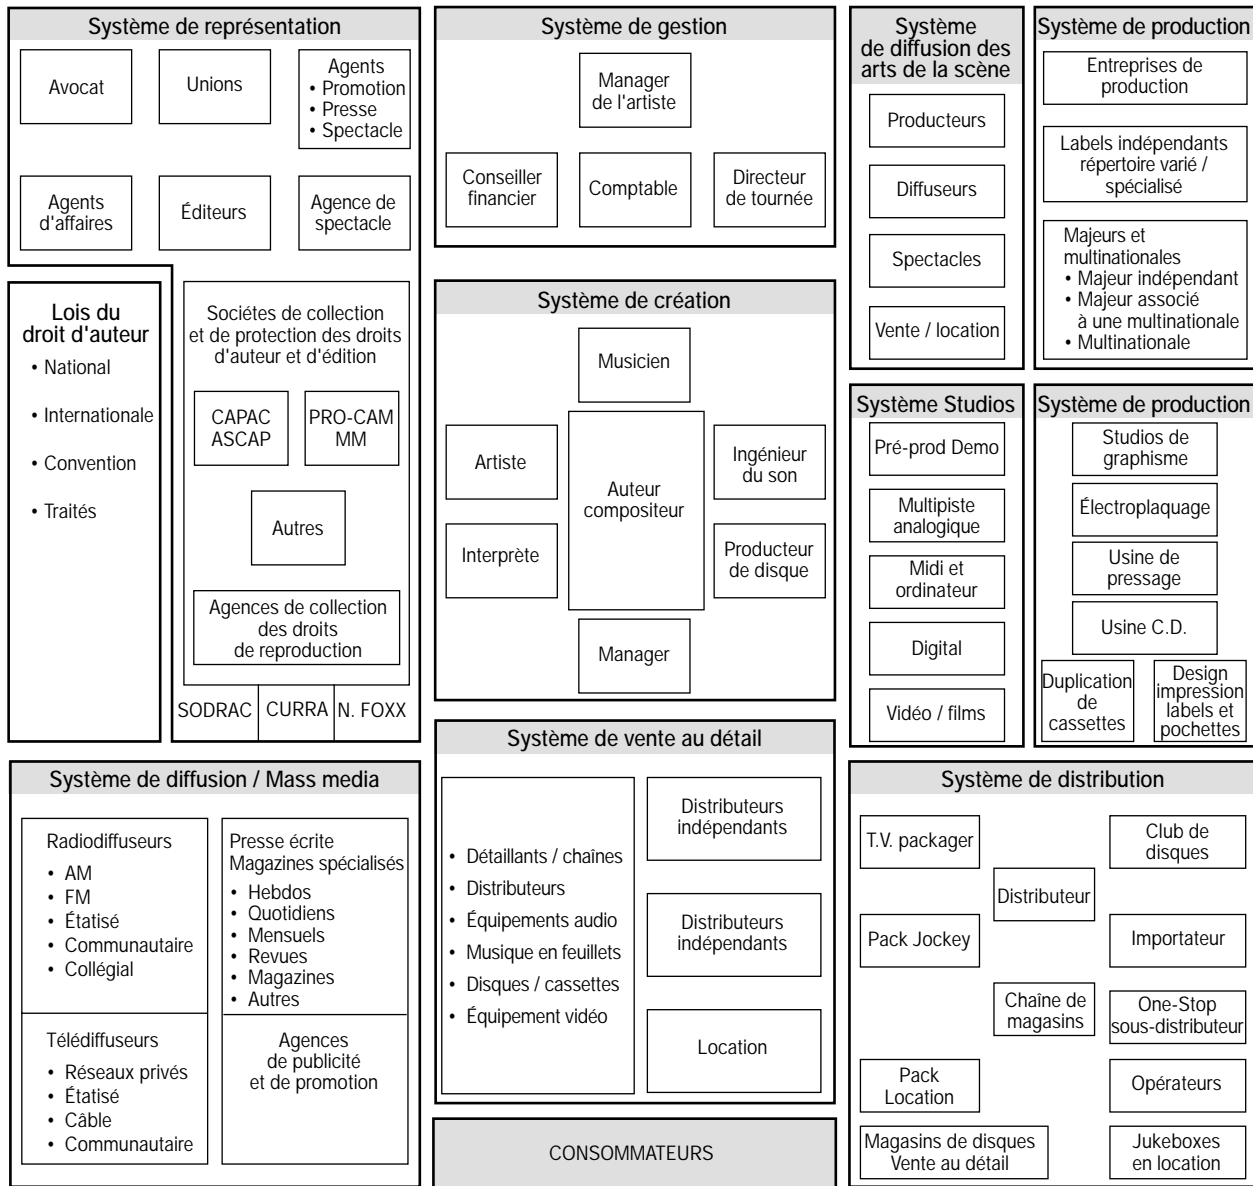 Système de représentation
Avocat
Unions
Agents
• Promotion
• Presse
• Spectacle
Agents
d'affaires
Éditeurs
Agence de
spectacle
Lois du
droit d'auteur
• National
• Internationale
• Convention
• Traités
Sociétes de collection
et de protection des droits
d'auteur et d'édition
CAPAC
ASCAP
PRO-CAM
MM
Autres
Agences de collection
des droits
de reproduction
SODRAC
CURRA
N. FOXX
Système de gestion
Manager
de l'artiste
Conseiller
financier
Comptable
Directeur
de tournée
Système de création
Musicien
Artiste
Auteur
compositeur
Ingénieur
du son
Interprète
Producteur
de disque
Manager
Système
de diffusion des
arts de la scène
Producteurs
Diffuseurs
Spectacles
Vente / location
Système de production
Entreprises de
production
Labels indépendants
répertoire varié /
spécialisé
Majeurs et
multinationales
• Majeur indépendant
• Majeur associé
à une multinationale
• Multinationale
Système Studios
Pré-prod Demo
Multipiste
analogique
Midi et
ordinateur
Digital
Vidéo / films
Système de production
Studios de
graphisme
Électroplaquage
Usine de
pressage
Usine C.D.
Duplication
de
cassettes
Design
impression
labels et
pochettes
Système de diffusion / Mass media
Radiodiffuseurs
• AM
• FM
• Étatisé
• Communautaire
• Collégial
Presse écrite
Magazines spécialisés
• Hebdos
• Quotidiens
• Mensuels
• Revues
• Magazines
• Autres
Télédiffuseurs
• Réseaux privés
• Étatisé
• Câble
• Communautaire
Agences
de publicité
et de promotion
Système de vente au détail
• Détaillants / chaînes
• Distributeurs
• Équipements audio
• Musique en feuillets
• Disques / cassettes
• Équipement vidéo
Distributeurs
indépendants
Distributeurs
indépendants
Location
CONSOMMATEURS
Système de distribution
T.V. packager
Club de
disques
Distributeur
Pack Jockey
Importateur
Chaîne de
magasins
One-Stop
sous-distributeur
Pack
Location
Opérateurs
Magasins de disques
Vente au détail
Jukeboxes
en location